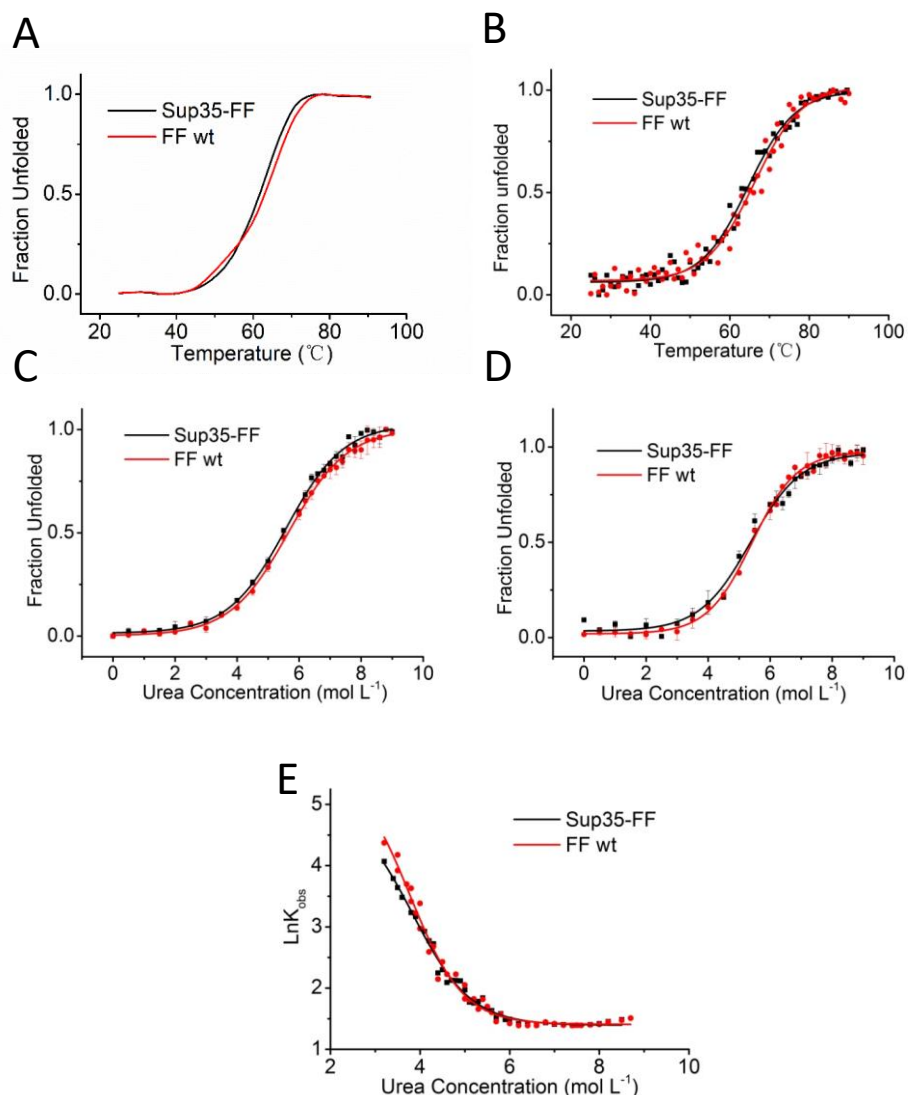 A
Fraction Unfolded
1.0
0.5
0.0
Sup35-FF
FF wt
20 40 60 80 100
Temperature (℃)
B
Fraction unfolded
1.0
0.5
0.0
Sup35-FF
FF wt
20 40 60 80 100
Temperature (℃)
C
Fraction Unfolded
1.0
0.5
0.0
Sup35-FF
FF wt
0 2 4 6 8 10
Urea Concentration (mol L-1)
D
Fraction Unfolded
1.0
0.5
0.0
Sup35-FF
FF wt
0 2 4 6 8 10
Urea Concentration (mol L-1)
E
LnKobs
5
4
3
2
1
Sup35-FF
FF wt
2 4 6 8 10
Urea Concentration (mol L-1)